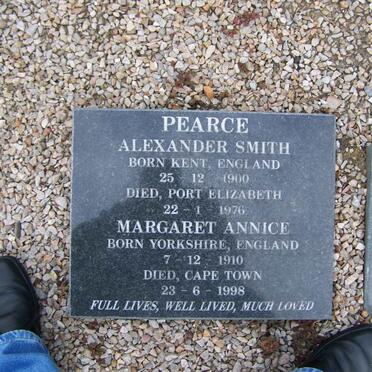 PEARCE
ALEXANDER SMITH
BORN KENT, ENGLAND
25 - 12 - 1900
DIED, PORT ELIZABETH
22 - 1 - 1976
MARGARET ANNICE
BORN YORKSHIRE, ENGLAND
7 - 12 - 1910
DIED, CAPE TOWN
23 - 6 - 1998
FULL LIVES, WELL LIVED, MUCH LOVED